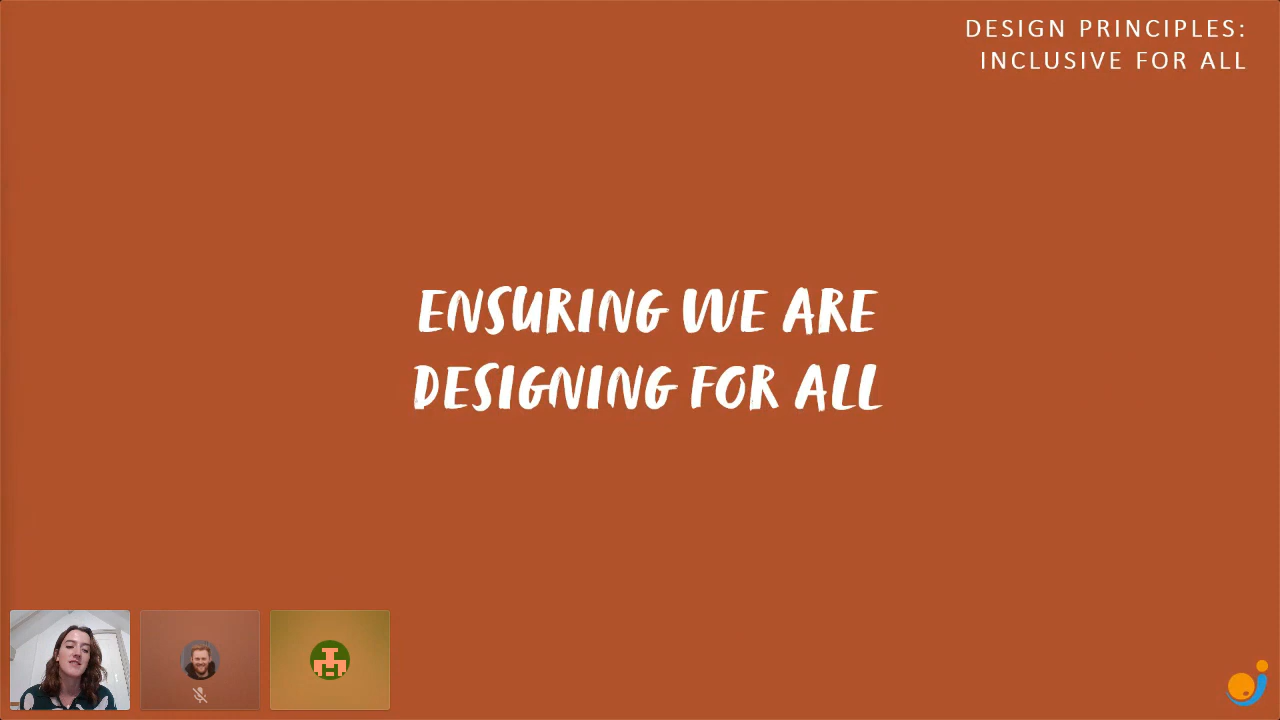 DESIGN PRINCIPLES:
INCLUSIVE FOR ALL
ENSURING WE ARE
DESIGNING FOR ALL